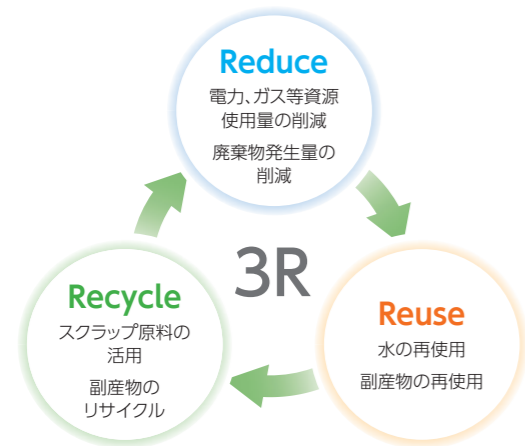 Reduce
電力、ガス等資源
使用量の削減
廃棄物発生量の
削減
3R
Recycle
スクラップ原料の
活用
副産物の
リサイクル
Reuse
水の再使用
副産物の再使用